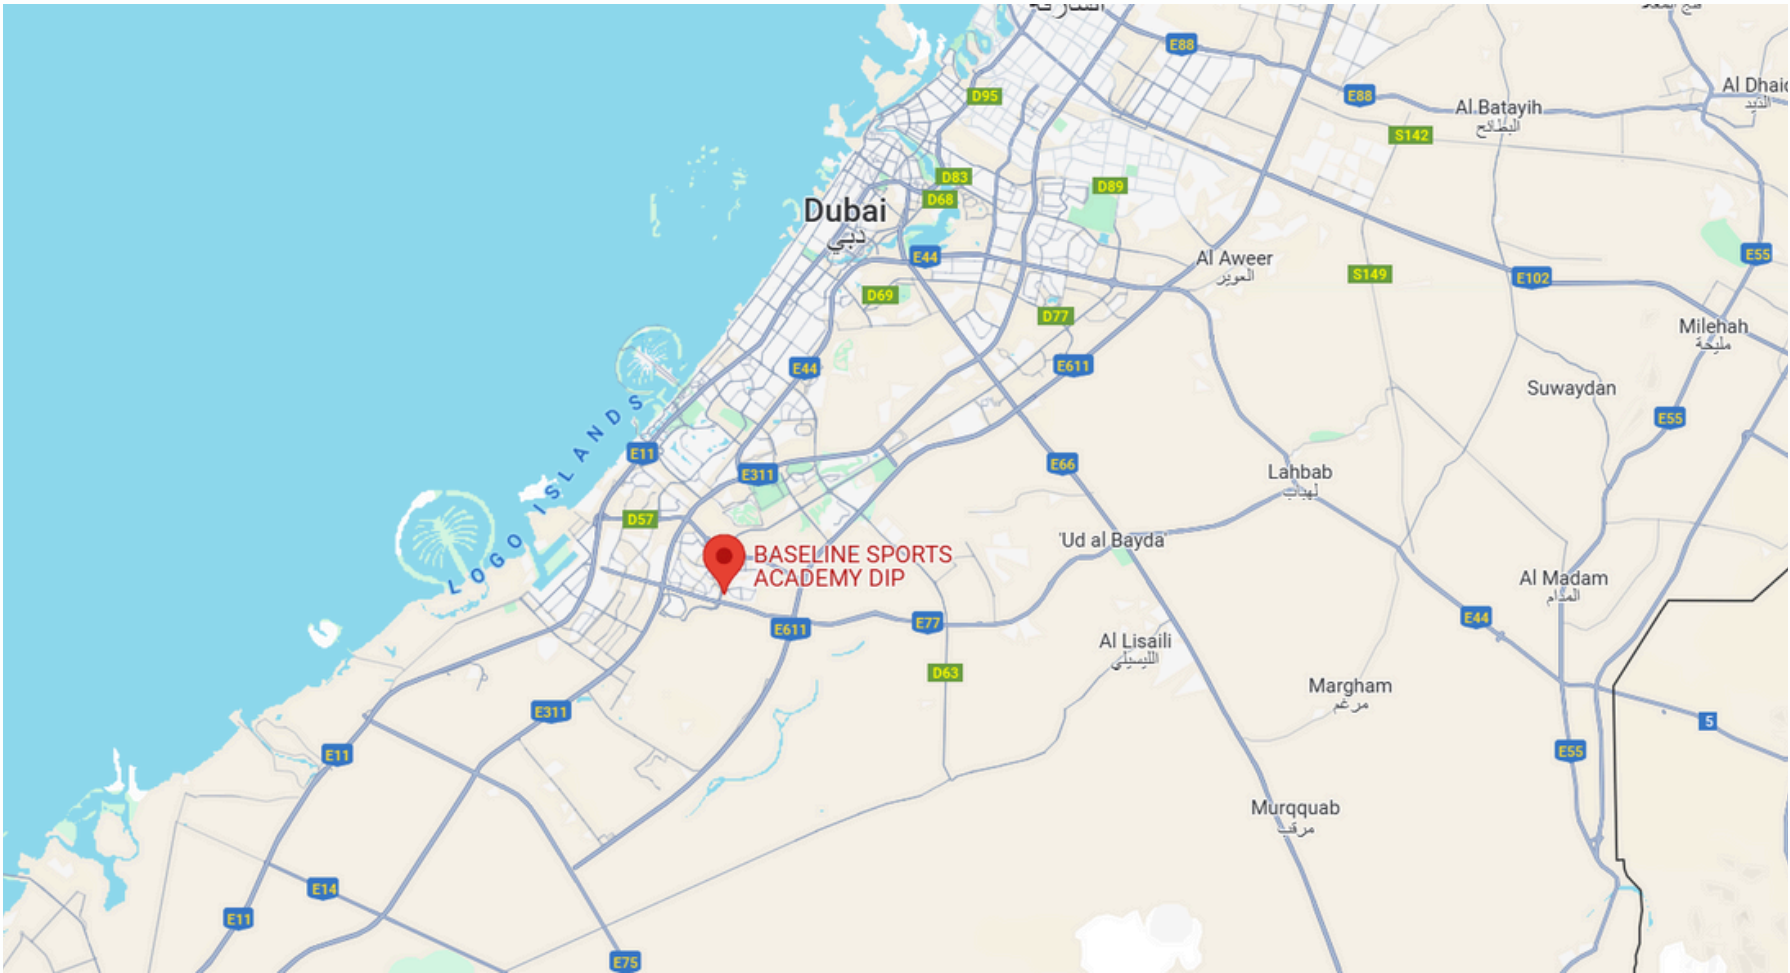 E88
D95
E88
Al Dhaid
الذيد
Al Batayih
البطائح
S142
D83
D89
D68
Dubai
دبي
E44
Al Aweer
العوير
S149
E102
E55
D69
D77
Milehah
مليحة
E44
E611
Suwaydan
E55
LOGO ISLANDS
E11
E311
E66
Lahbab
لهباب
D57
'Ud al Bayda'
BASELINE SPORTS
ACADEMY DIP
Al Madam
المدام
E611
E77
E44
Al Lisaili
الليسيلي
D63
Margham
مرغم
E311
5
E11
E55
Murqquab
مرقب
E14
E11
E75